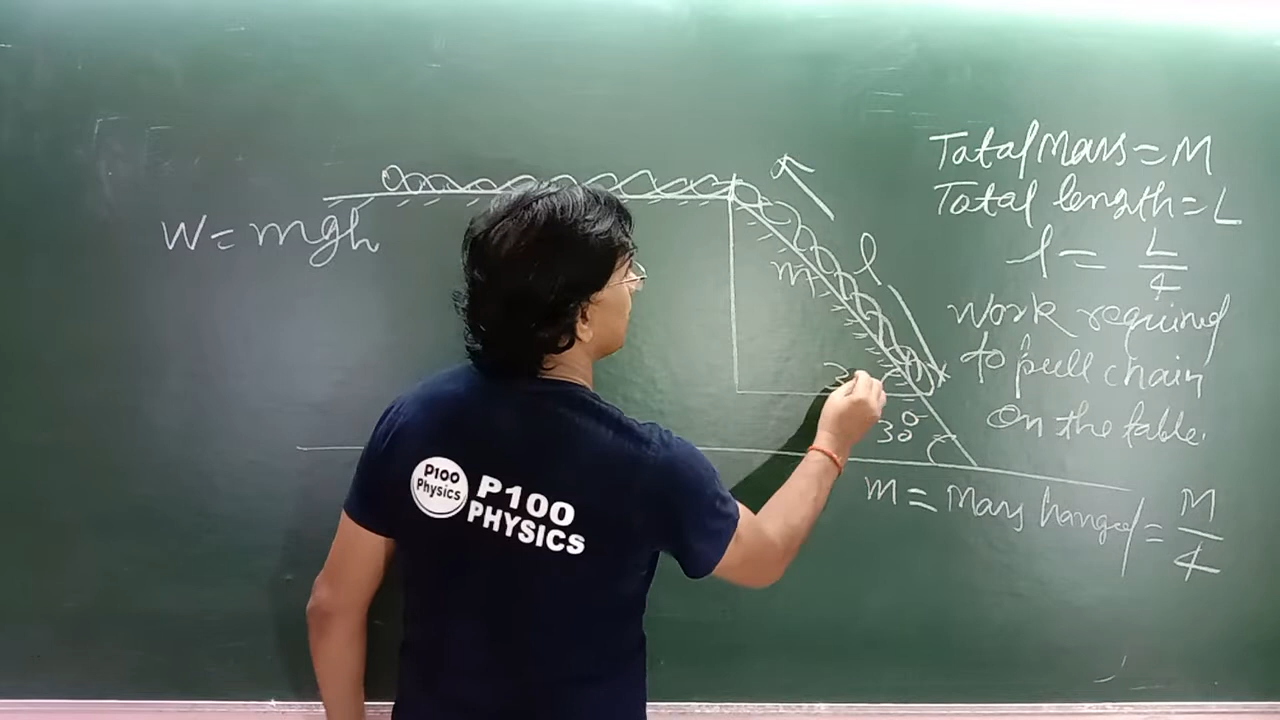 Total Mass = M
Total length = L
l = L/4
Work required
to pull chain
On the table.
W = mgh
l
m
30°
m = Mass hanged = M/4
P100
Physics
P100
PHYSICS